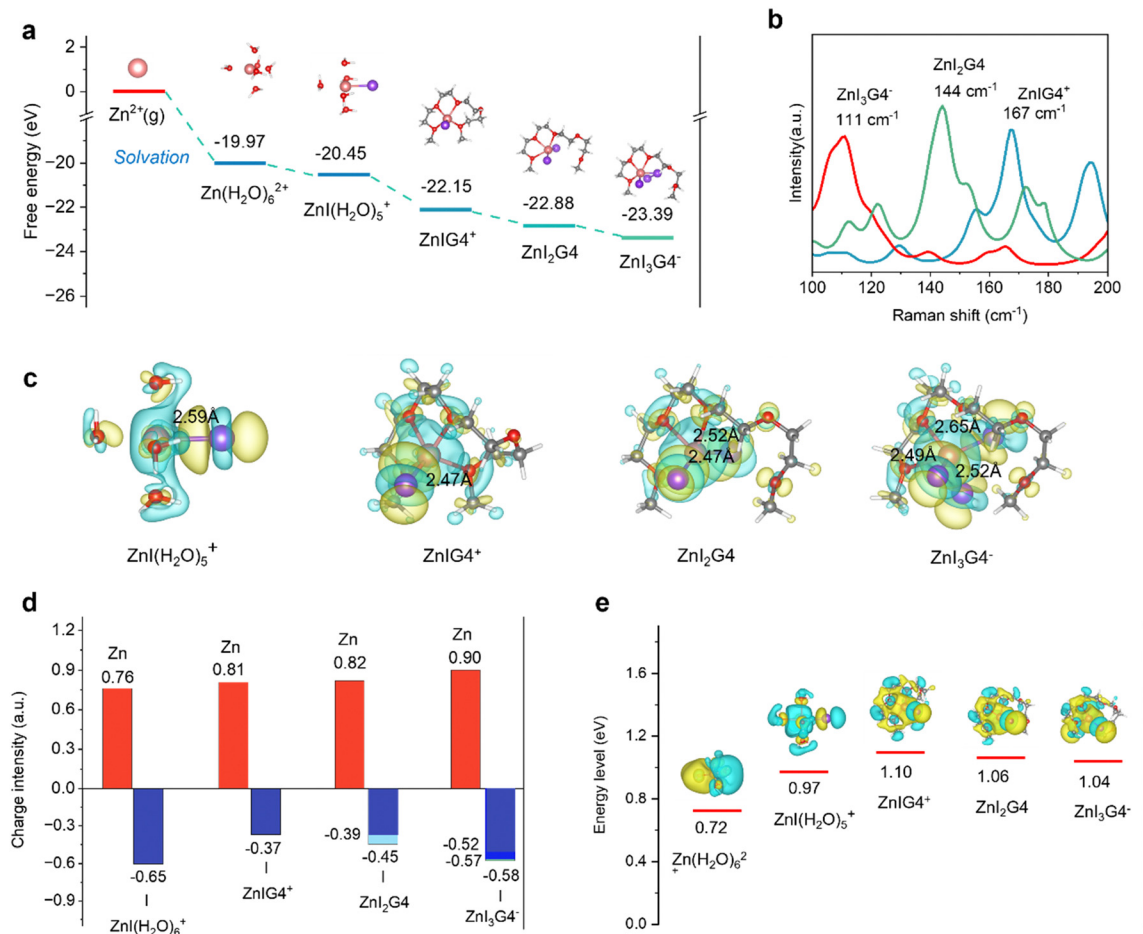 a
2
0
−20
−22
−24
−26
Free energy (eV)
Zn²⁺(g)
Solvation
-19.97
Zn(H₂O)₆²⁺
-20.45
ZnI(H₂O)₅⁺
-22.15
ZnIG4⁺
-22.88
ZnI₂G4
-23.39
ZnI₃G4⁻
b
Intensity(a.u.)
ZnI₃G4⁻
111 cm⁻¹
ZnI₂G4
144 cm⁻¹
ZnIG4⁺
167 cm⁻¹
100 120 140 160 180 200
Raman shift (cm⁻¹)
c
2.59Å
ZnI(H₂O)₅⁺
2.47Å
ZnIG4⁺
2.52Å
2.47Å
ZnI₂G4
2.65Å
2.49Å
2.52Å
ZnI₃G4⁻
d
Charge intensity (a.u.)
1.2
0.9
0.6
0.3
0.0
−0.3
−0.6
−0.9
Zn
0.76
Zn
0.81
Zn
0.82
Zn
0.90
-0.65
I
ZnI(H₂O)₆⁺
-0.37
I
ZnIG4⁺
-0.39
-0.45
I
ZnI₂G4
-0.52
-0.57
-0.58
I
ZnI₃G4⁻
e
Energy level (eV)
1.6
1.2
0.8
0.4
0.0
0.72
Zn(H₂O)₆²
+
0.97
ZnI(H₂O)₅⁺
1.10
ZnIG4⁺
1.06
ZnI₂G4
1.04
ZnI₃G4⁻